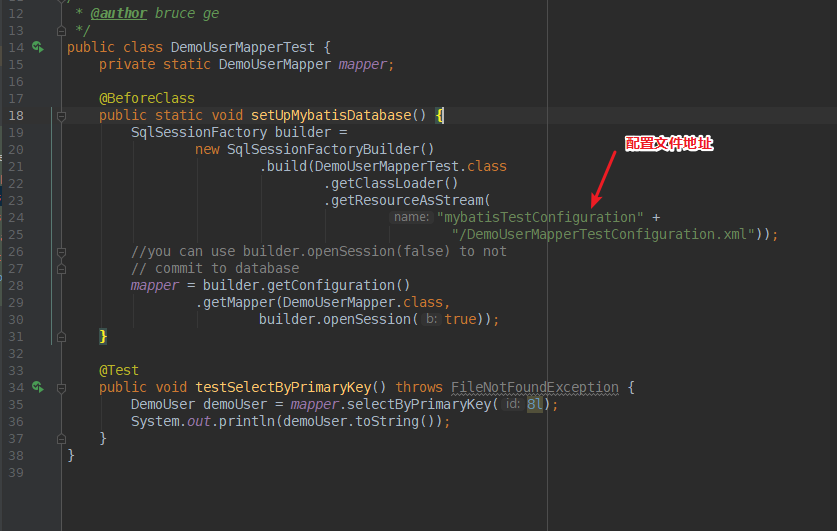 12 * @author bruce ge
13 */
14 public class DemoUserMapperTest {
15 private static DemoUserMapper mapper;
16
17 @BeforeClass
18 public static void setUpMybatisDatabase() {
19 SqlSessionFactory builder =
20 new SqlSessionFactoryBuilder()
配置文件地址
21 .build(DemoUserMapperTest.class
22 .getClassLoader()
23 .getResourceAsStream(
24 name: "mybatisTestConfiguration" +
25 "/DemoUserMapperTestConfiguration.xml"));
26 //you can use builder.openSession(false) to not
27 // commit to database
28 mapper = builder.getConfiguration()
29 .getMapper(DemoUserMapper.class,
30 builder.openSession( b: true));
31 }
32
33 @Test
34 public void testSelectByPrimaryKey() throws FileNotFoundException {
35 DemoUser demoUser = mapper.selectByPrimaryKey( id: 8l);
36 System.out.println(demoUser.toString());
37 }
38 }
39